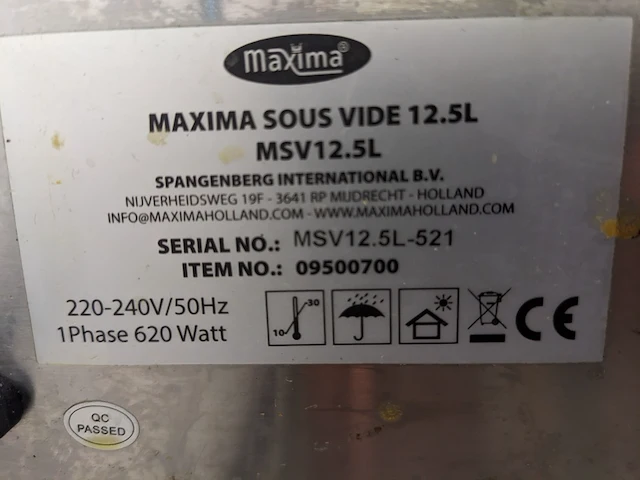 maxima®
MAXIMA SOUS VIDE 12.5L
MSV12.5L
SPANGENBERG INTERNATIONAL B.V.
NIJVERHEIDSWEG 19F - 3641 RP MIJDRECHT - HOLLAND
INFO@MAXIMAHOLLAND.COM - WWW.MAXIMAHOLLAND.COM
SERIAL NO.: MSV12.5L-521
ITEM NO.: 09500700
220-240V/50Hz
1Phase 620 Watt
10 30
CE
QC
PASSED